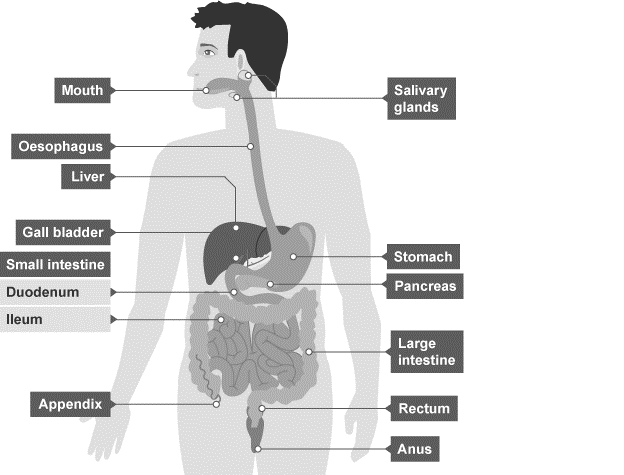 Mouth
Salivary
glands
Oesophagus
Liver
Gall bladder
Small intestine
Duodenum
Ileum
Stomach
Pancreas
Large
intestine
Appendix
Rectum
Anus